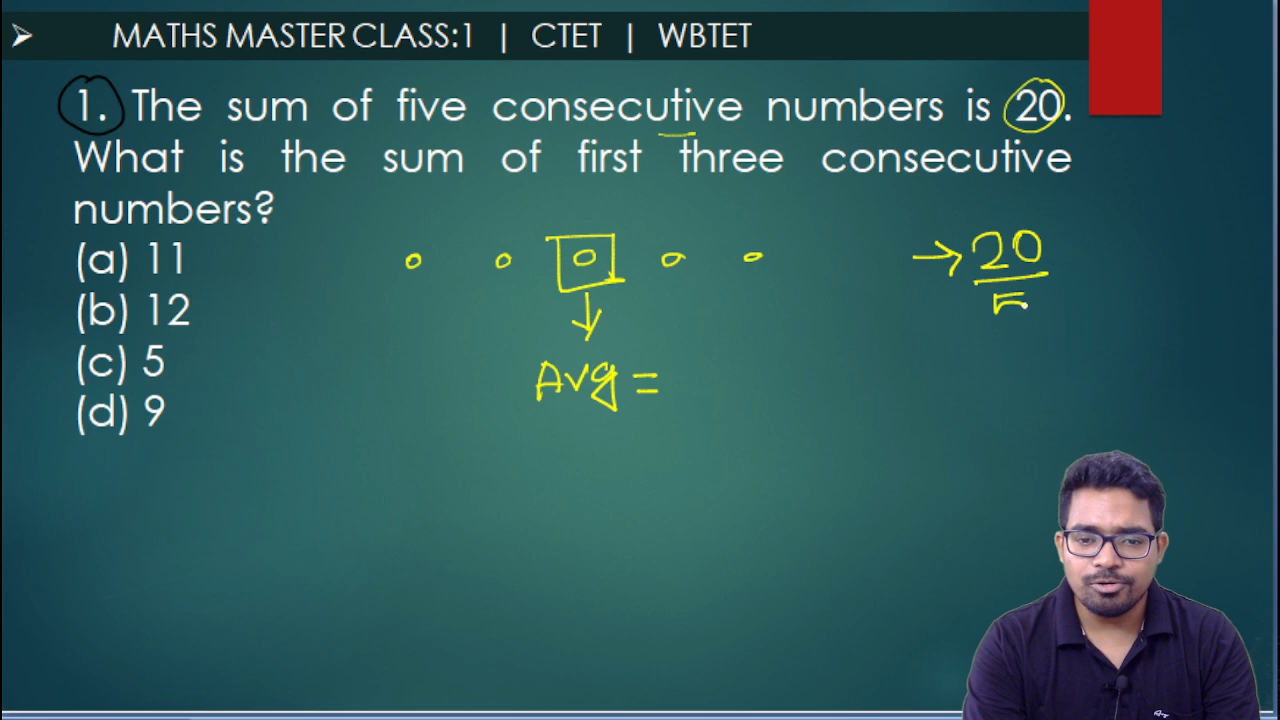 ➢ MATHS MASTER CLASS:1 | CTET | WBTET
1. The sum of five consecutive numbers is 20.
What is the sum of first three consecutive
numbers?
(a) 11
(b) 12
(c) 5
(d) 9
→ 20
5
Avg =